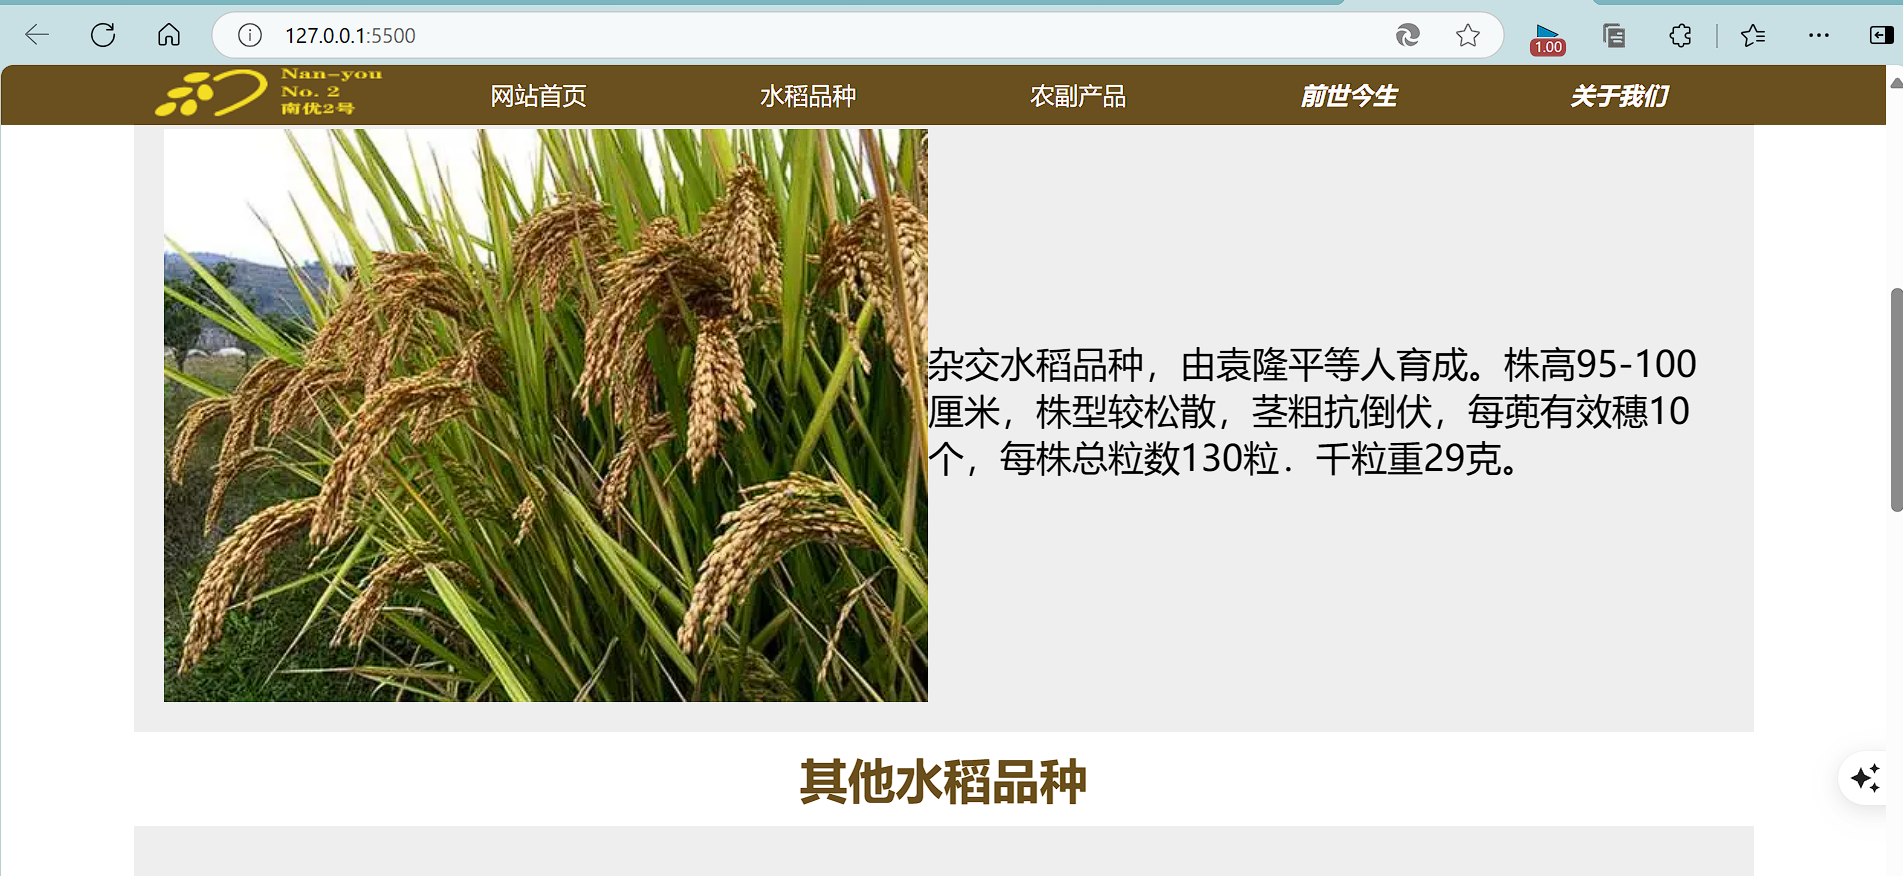 127.0.0.1:5500
1.00
Nan-you
No. 2
南优2号
网站首页
水稻品种
农副产品
前世今生
关于我们
杂交水稻品种，由袁隆平等人育成。株高95-100
厘米，株型较松散，茎粗抗倒伏，每蔸有效穗10
个，每株总粒数130粒．千粒重29克。
其他水稻品种